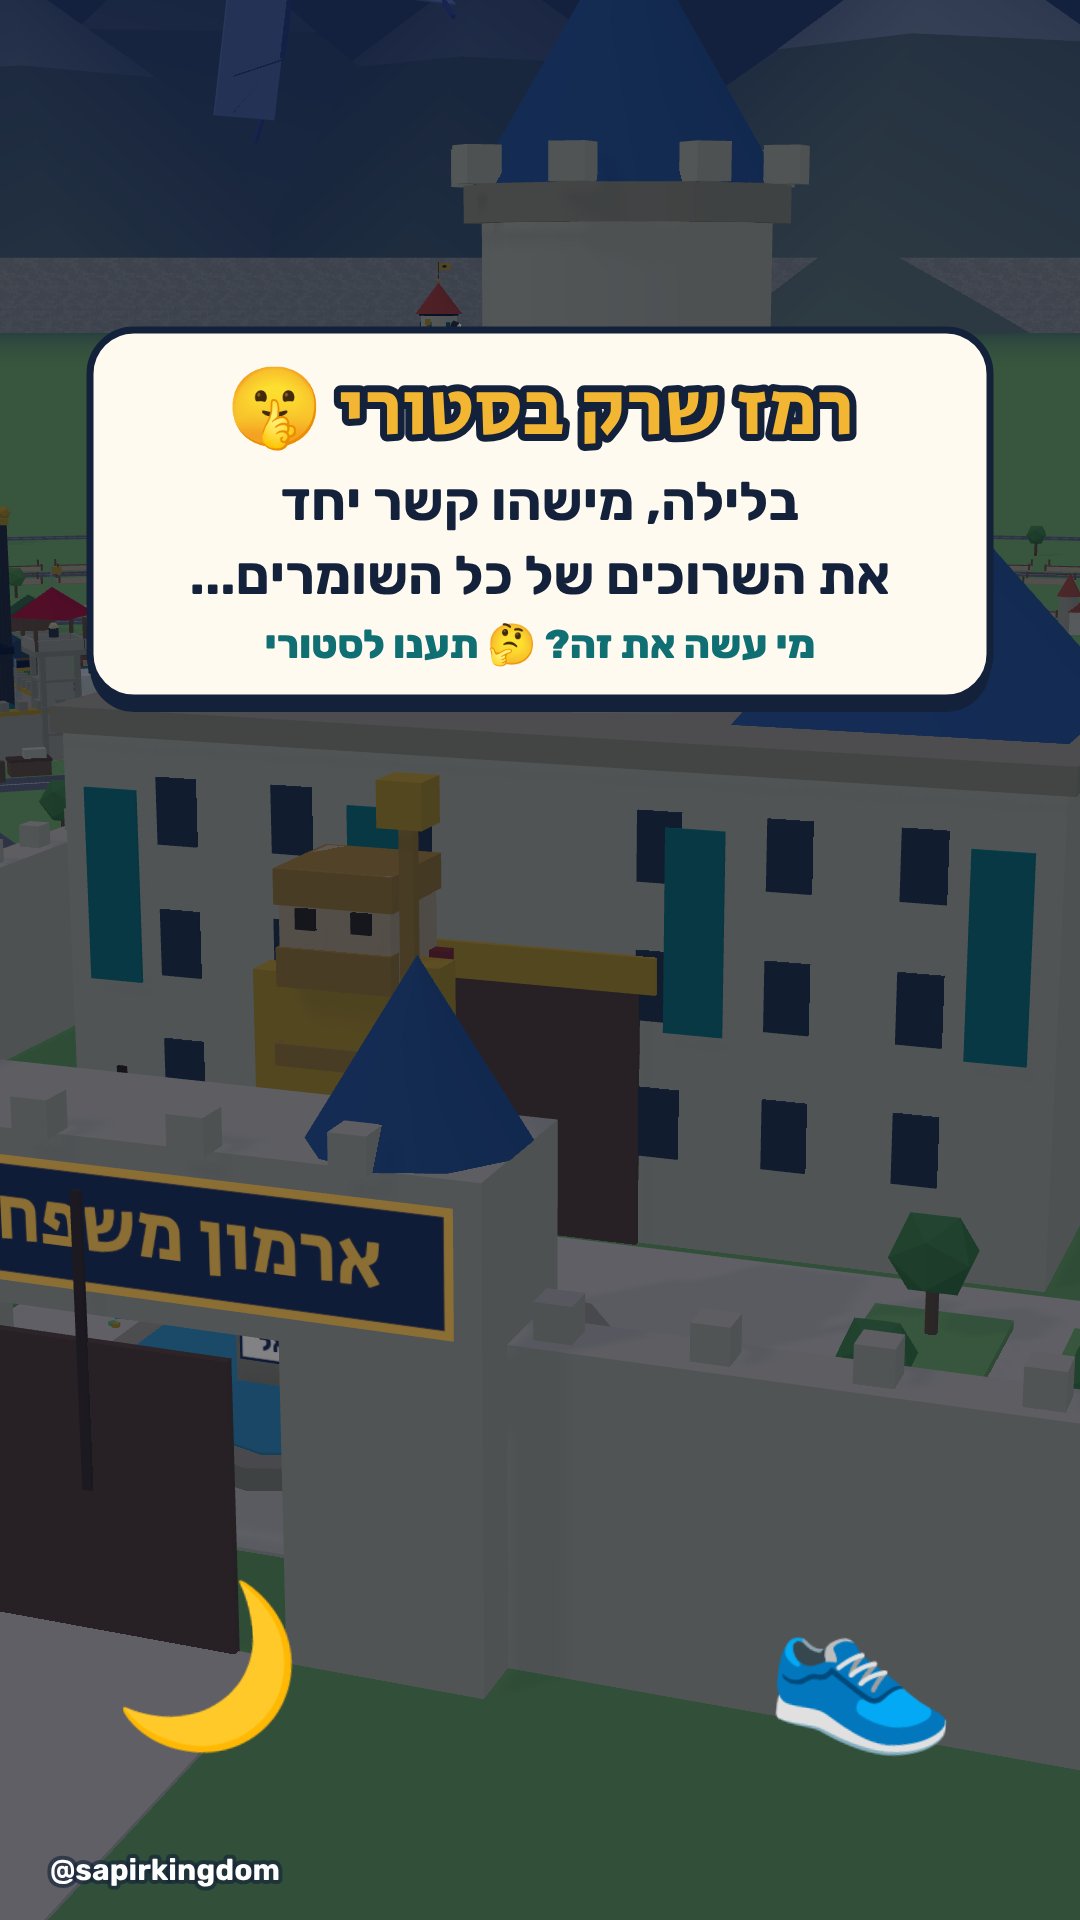 רמז שרק בסטורי 🤫
בלילה, מישהו קשר יחד
את השרוכים של כל השומרים...
מי עשה את זה? 🤔 תענו לסטורי
ארמון משפח
@sapirkingdom